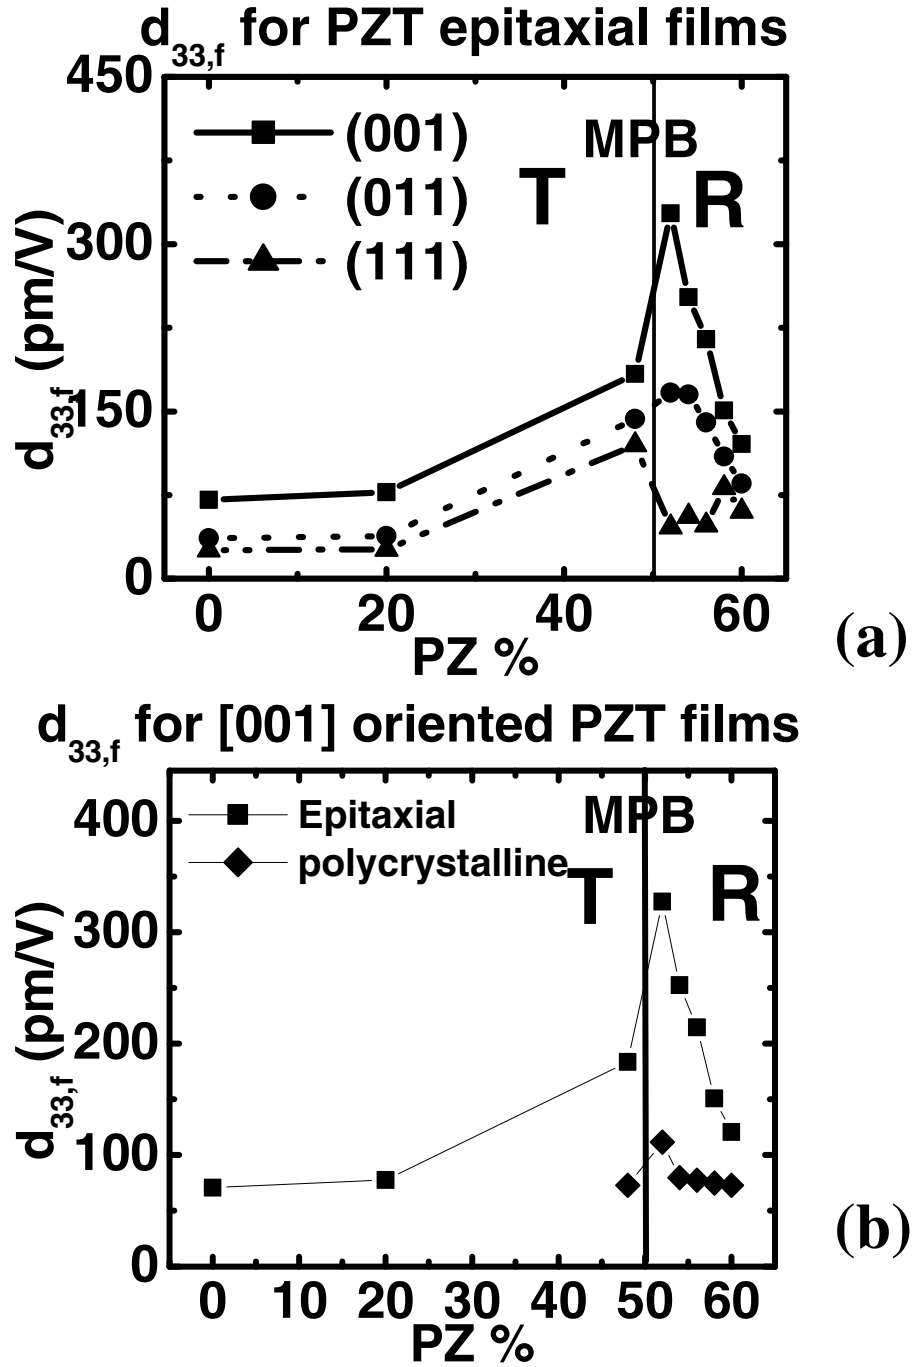 d33,f for PZT epitaxial films
450
300
150
0
d33,f (pm/V)
(001)
(011)
(111)
MPB
T
R
0 20 40 60
PZ %
(a)
d33,f for [001] oriented PZT films
400
300
200
100
0
d33,f (pm/V)
Epitaxial
polycrystalline
MPB
T
R
0 10 20 30 40 50 60
PZ %
(b)